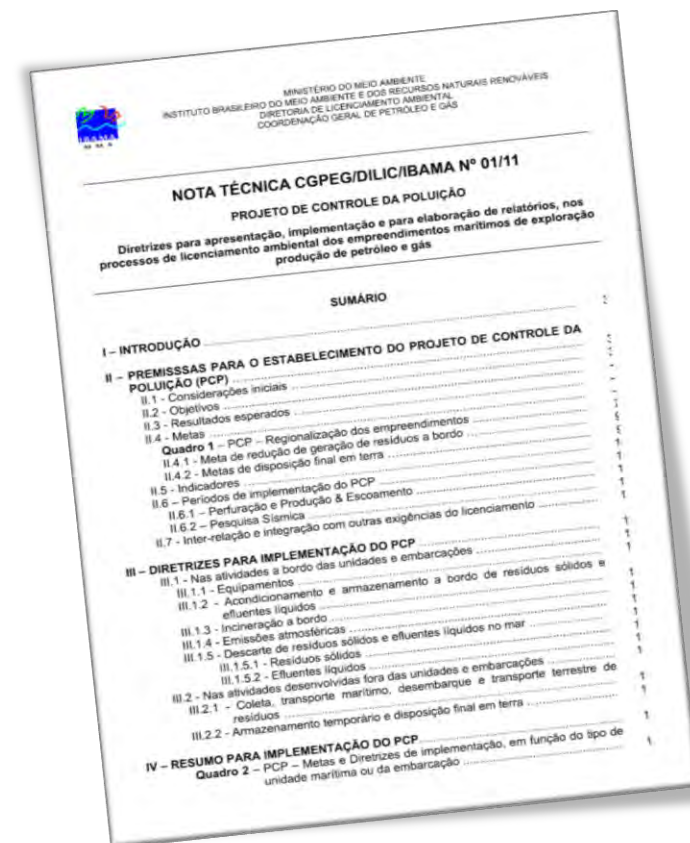 MINISTÉRIO DO MEIO AMBIENTE
INSTITUTO BRASILEIRO DO MEIO AMBIENTE E DOS RECURSOS NATURAIS RENOVÁVEIS
DIRETORIA DE LICENCIAMENTO AMBIENTAL
COORDENAÇÃO GERAL DE PETRÓLEO E GÁS
IBAMA
M M A
NOTA TÉCNICA CGPEG/DILIC/IBAMA Nº 01/11
PROJETO DE CONTROLE DA POLUIÇÃO
Diretrizes para apresentação, implementação e para elaboração de relatórios, nos
processos de licenciamento ambiental dos empreendimentos marítimos de exploração
produção de petróleo e gás
SUMÁRIO
I – INTRODUÇÃO
II – PREMISSSAS PARA O ESTABELECIMENTO DO PROJETO DE CONTROLE DA
POLUIÇÃO (PCP)
II.1 - Considerações iniciais
II.2 - Objetivos
II.3 - Resultados esperados
II.4 - Metas
Quadro 1 – PCP – Regionalização dos empreendimentos
II.4.1 - Meta de redução de geração de resíduos a bordo
II.4.2 - Metas de disposição final em terra
II.5 - Indicadores
II.6 – Períodos de implementação do PCP
II.6.1 – Perfuração e Produção & Escoamento
II.6.2 – Pesquisa Sísmica
II.7 - Inter-relação e integração com outras exigências do licenciamento
III – DIRETRIZES PARA IMPLEMENTAÇÃO DO PCP
III.1 - Nas atividades a bordo das unidades e embarcações
III.1.1 - Equipamentos
III.1.2 - Acondicionamento e armazenamento a bordo de resíduos sólidos e
efluentes líquidos
III.1.3 - Incineração a bordo
III.1.4 - Emissões atmosféricas
III.1.5 - Descarte de resíduos sólidos e efluentes líquidos no mar
III.1.5.1 - Resíduos sólidos
III.1.5.2 - Efluentes líquidos
III.2 - Nas atividades desenvolvidas fora das unidades e embarcações
III.2.1 - Coleta, transporte marítimo, desembarque e transporte terrestre de
resíduos
III.2.2 - Armazenamento temporário e disposição final em terra
IV – RESUMO PARA IMPLEMENTAÇÃO DO PCP
Quadro 2 – PCP – Metas e Diretrizes de implementação, em função do tipo de
unidade marítima ou da embarcação